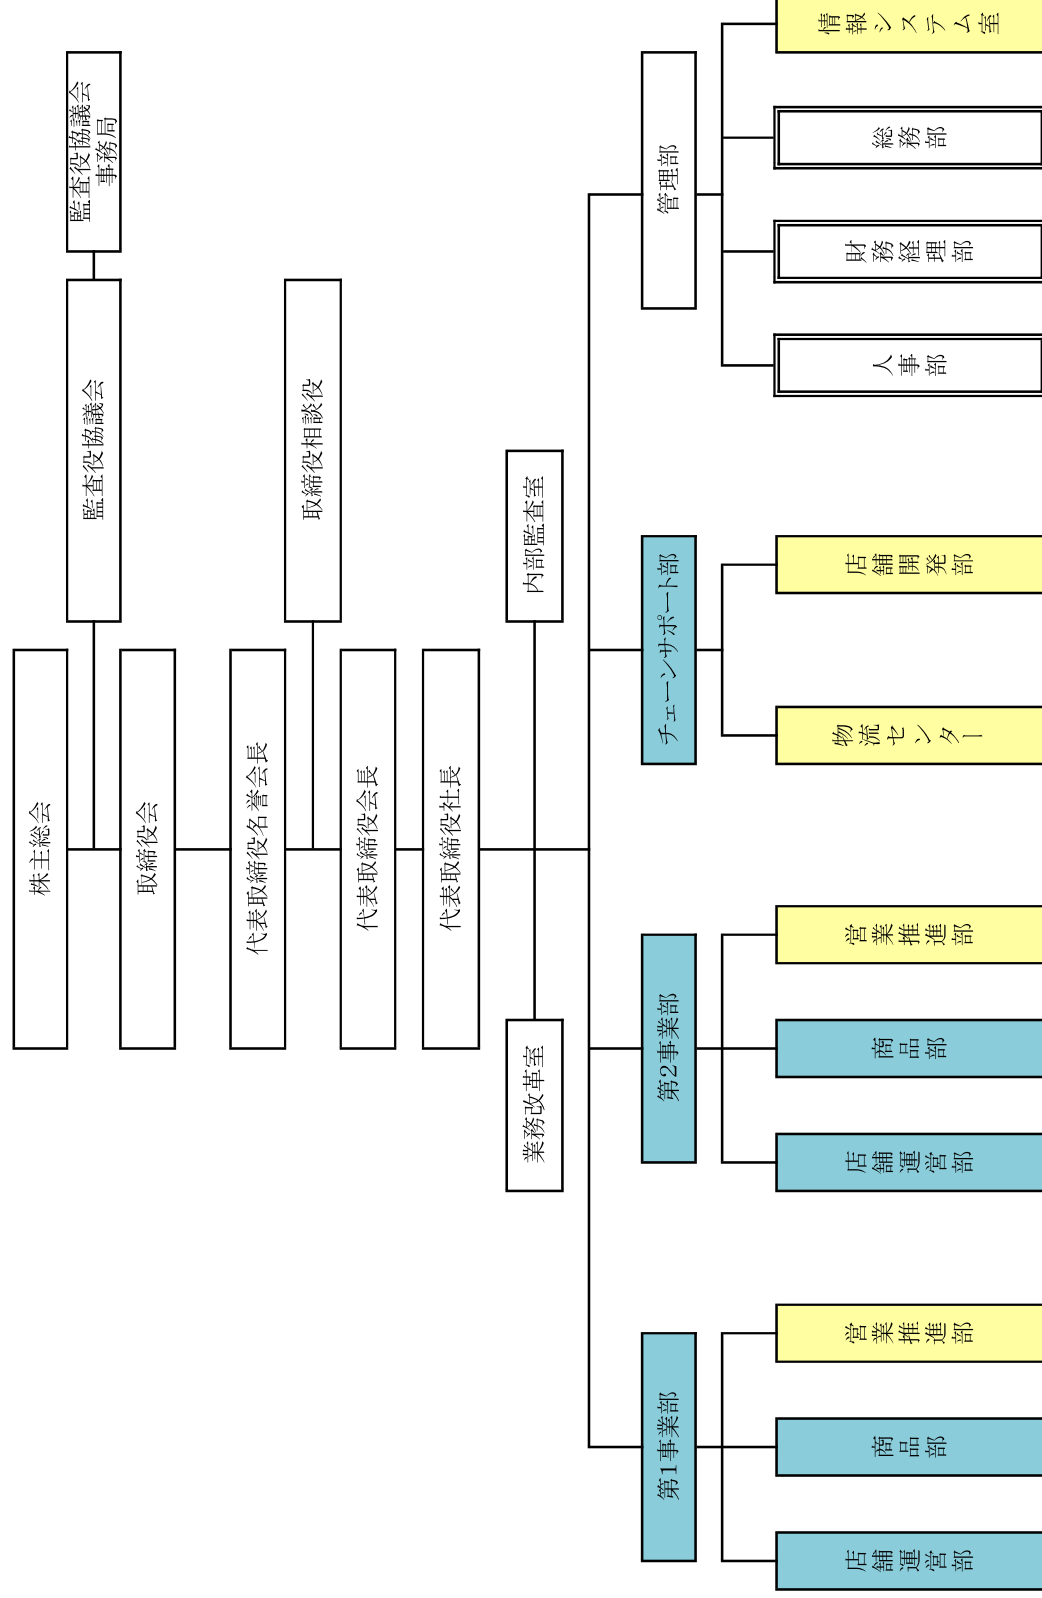 株主総会
監査役協議会
監査役協議会
事務局
取締役会
代表取締役名誉会長
取締役相談役
代表取締役会長
代表取締役社長
業務改革室
内部監査室
第1事業部
第2事業部
チェーンサポート部
管理部
店舗運営部
商品部
営業推進部
店舗運営部
商品部
営業推進部
物流センター
店舗開発部
人事部
財務経理部
総務部
情報システム室